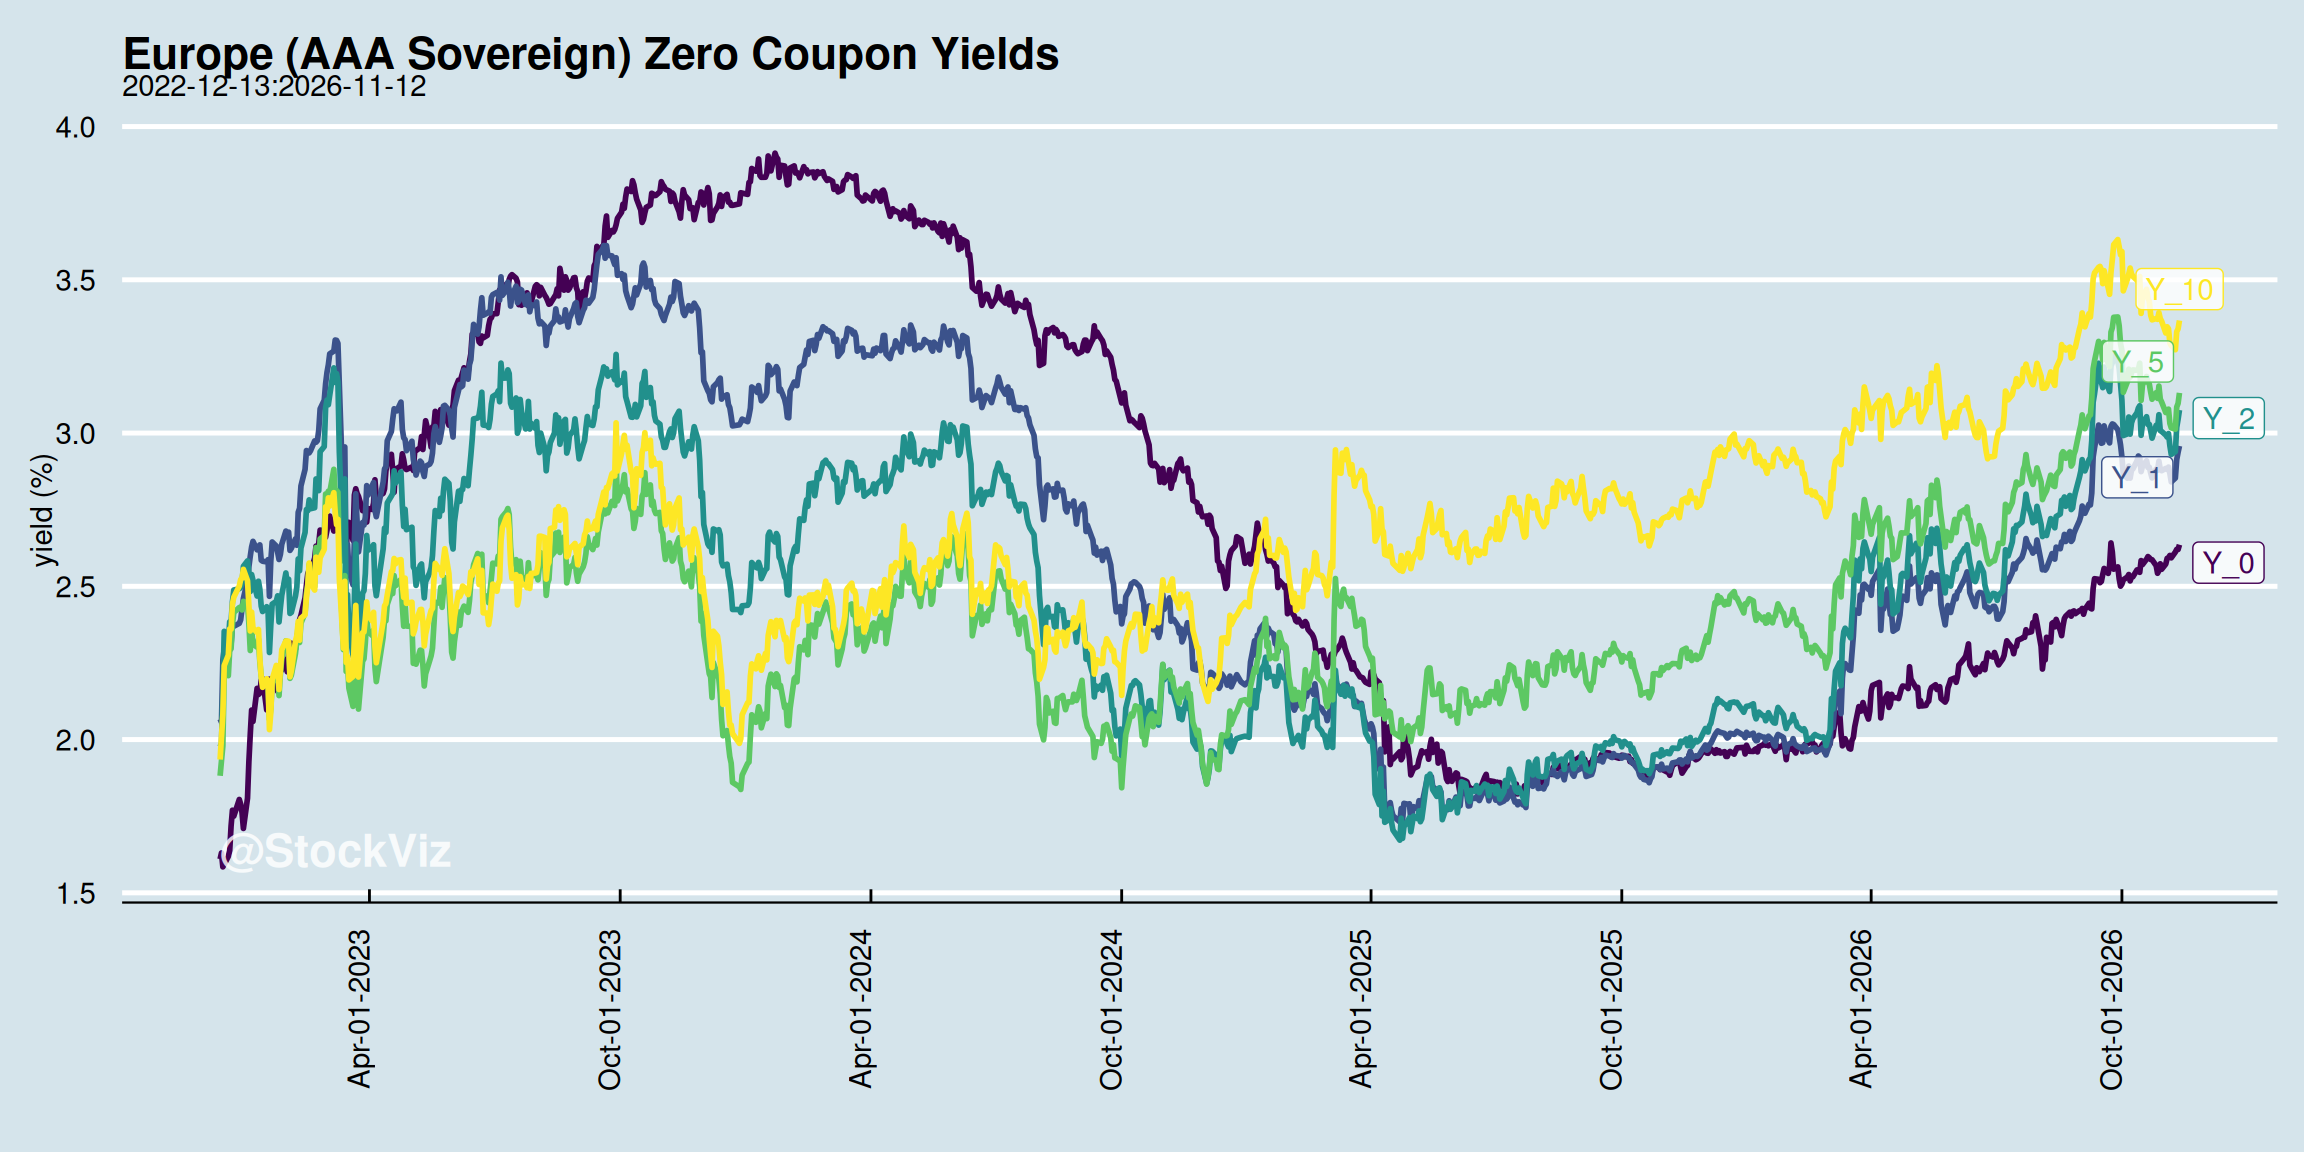 Europe (AAA Sovereign) Zero Coupon Yields
2022-12-13:2026-11-12
4.0
3.5
3.0
2.5
2.0
1.5
yield (%)
Y_10
Y_5
Y_2
Y_1
Y_0
@StockViz
Apr-01-2023
Oct-01-2023
Apr-01-2024
Oct-01-2024
Apr-01-2025
Oct-01-2025
Apr-01-2026
Oct-01-2026